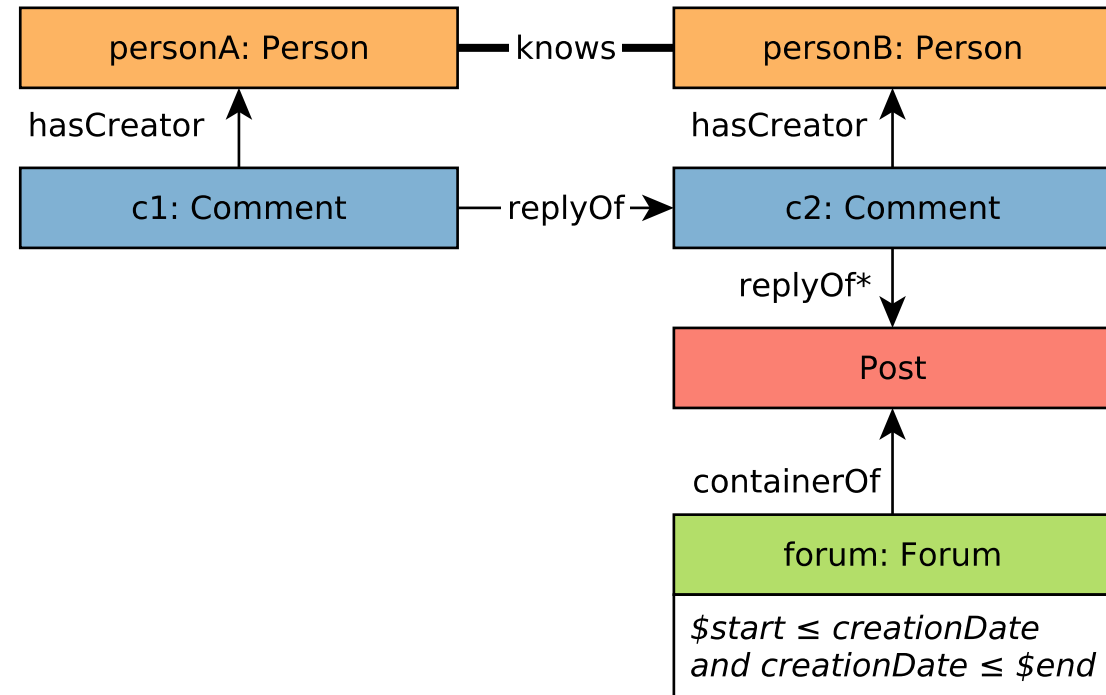 personA: Person
knows
personB: Person
hasCreator
hasCreator
c1: Comment
replyOf
c2: Comment
replyOf*
Post
containerOf
forum: Forum
$start ≤ creationDate
and creationDate ≤ $end